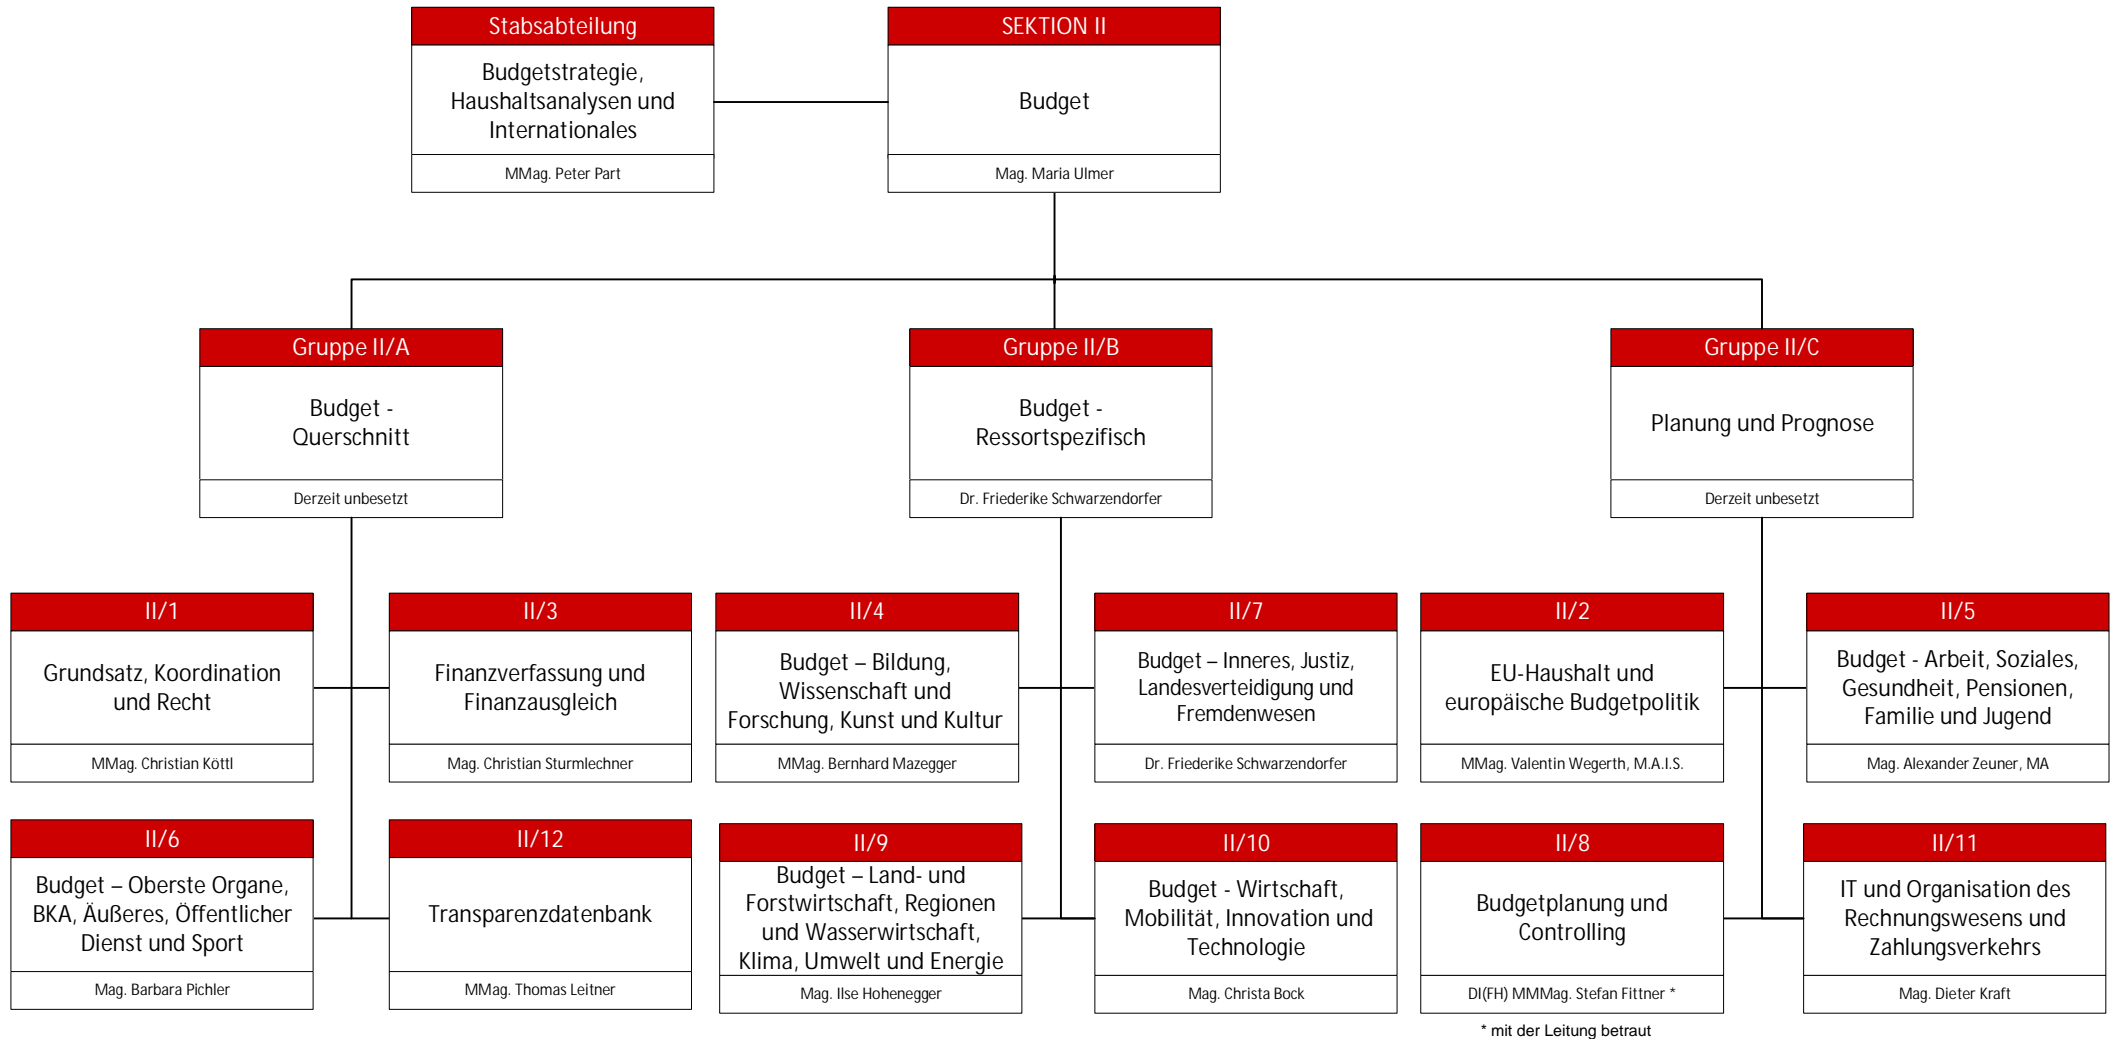 Stabsabteilung
Budgetstrategie,
Haushaltsanalysen und
Internationales
MMag. Peter Part
SEKTION II
Budget
Mag. Maria Ulmer
Gruppe II/A
Budget -
Querschnitt
Derzeit unbesetzt
Gruppe II/B
Budget -
Ressortspezifisch
Dr. Friederike Schwarzendorfer
Gruppe II/C
Planung und Prognose
Derzeit unbesetzt
II/1
Grundsatz, Koordination
und Recht
MMag. Christian Köttl
II/3
Finanzverfassung und
Finanzausgleich
Mag. Christian Sturmlechner
II/4
Budget – Bildung,
Wissenschaft und
Forschung, Kunst und Kultur
MMag. Bernhard Mazegger
II/7
Budget – Inneres, Justiz,
Landesverteidigung und
Fremdenwesen
Dr. Friederike Schwarzendorfer
II/2
EU-Haushalt und
europäische Budgetpolitik
MMag. Valentin Wegerth, M.A.I.S.
II/5
Budget - Arbeit, Soziales,
Gesundheit, Pensionen,
Familie und Jugend
Mag. Alexander Zeuner, MA
II/6
Budget – Oberste Organe,
BKA, Äußeres, Öffentlicher
Dienst und Sport
Mag. Barbara Pichler
II/12
Transparenzdatenbank
MMag. Thomas Leitner
II/9
Budget – Land- und
Forstwirtschaft, Regionen
und Wasserwirtschaft,
Klima, Umwelt und Energie
Mag. Ilse Hohenegger
II/10
Budget - Wirtschaft,
Mobilität, Innovation und
Technologie
Mag. Christa Bock
II/8
Budgetplanung und
Controlling
DI(FH) MMMag. Stefan Fittner *
II/11
IT und Organisation des
Rechnungswesens und
Zahlungsverkehrs
Mag. Dieter Kraft
* mit der Leitung betraut